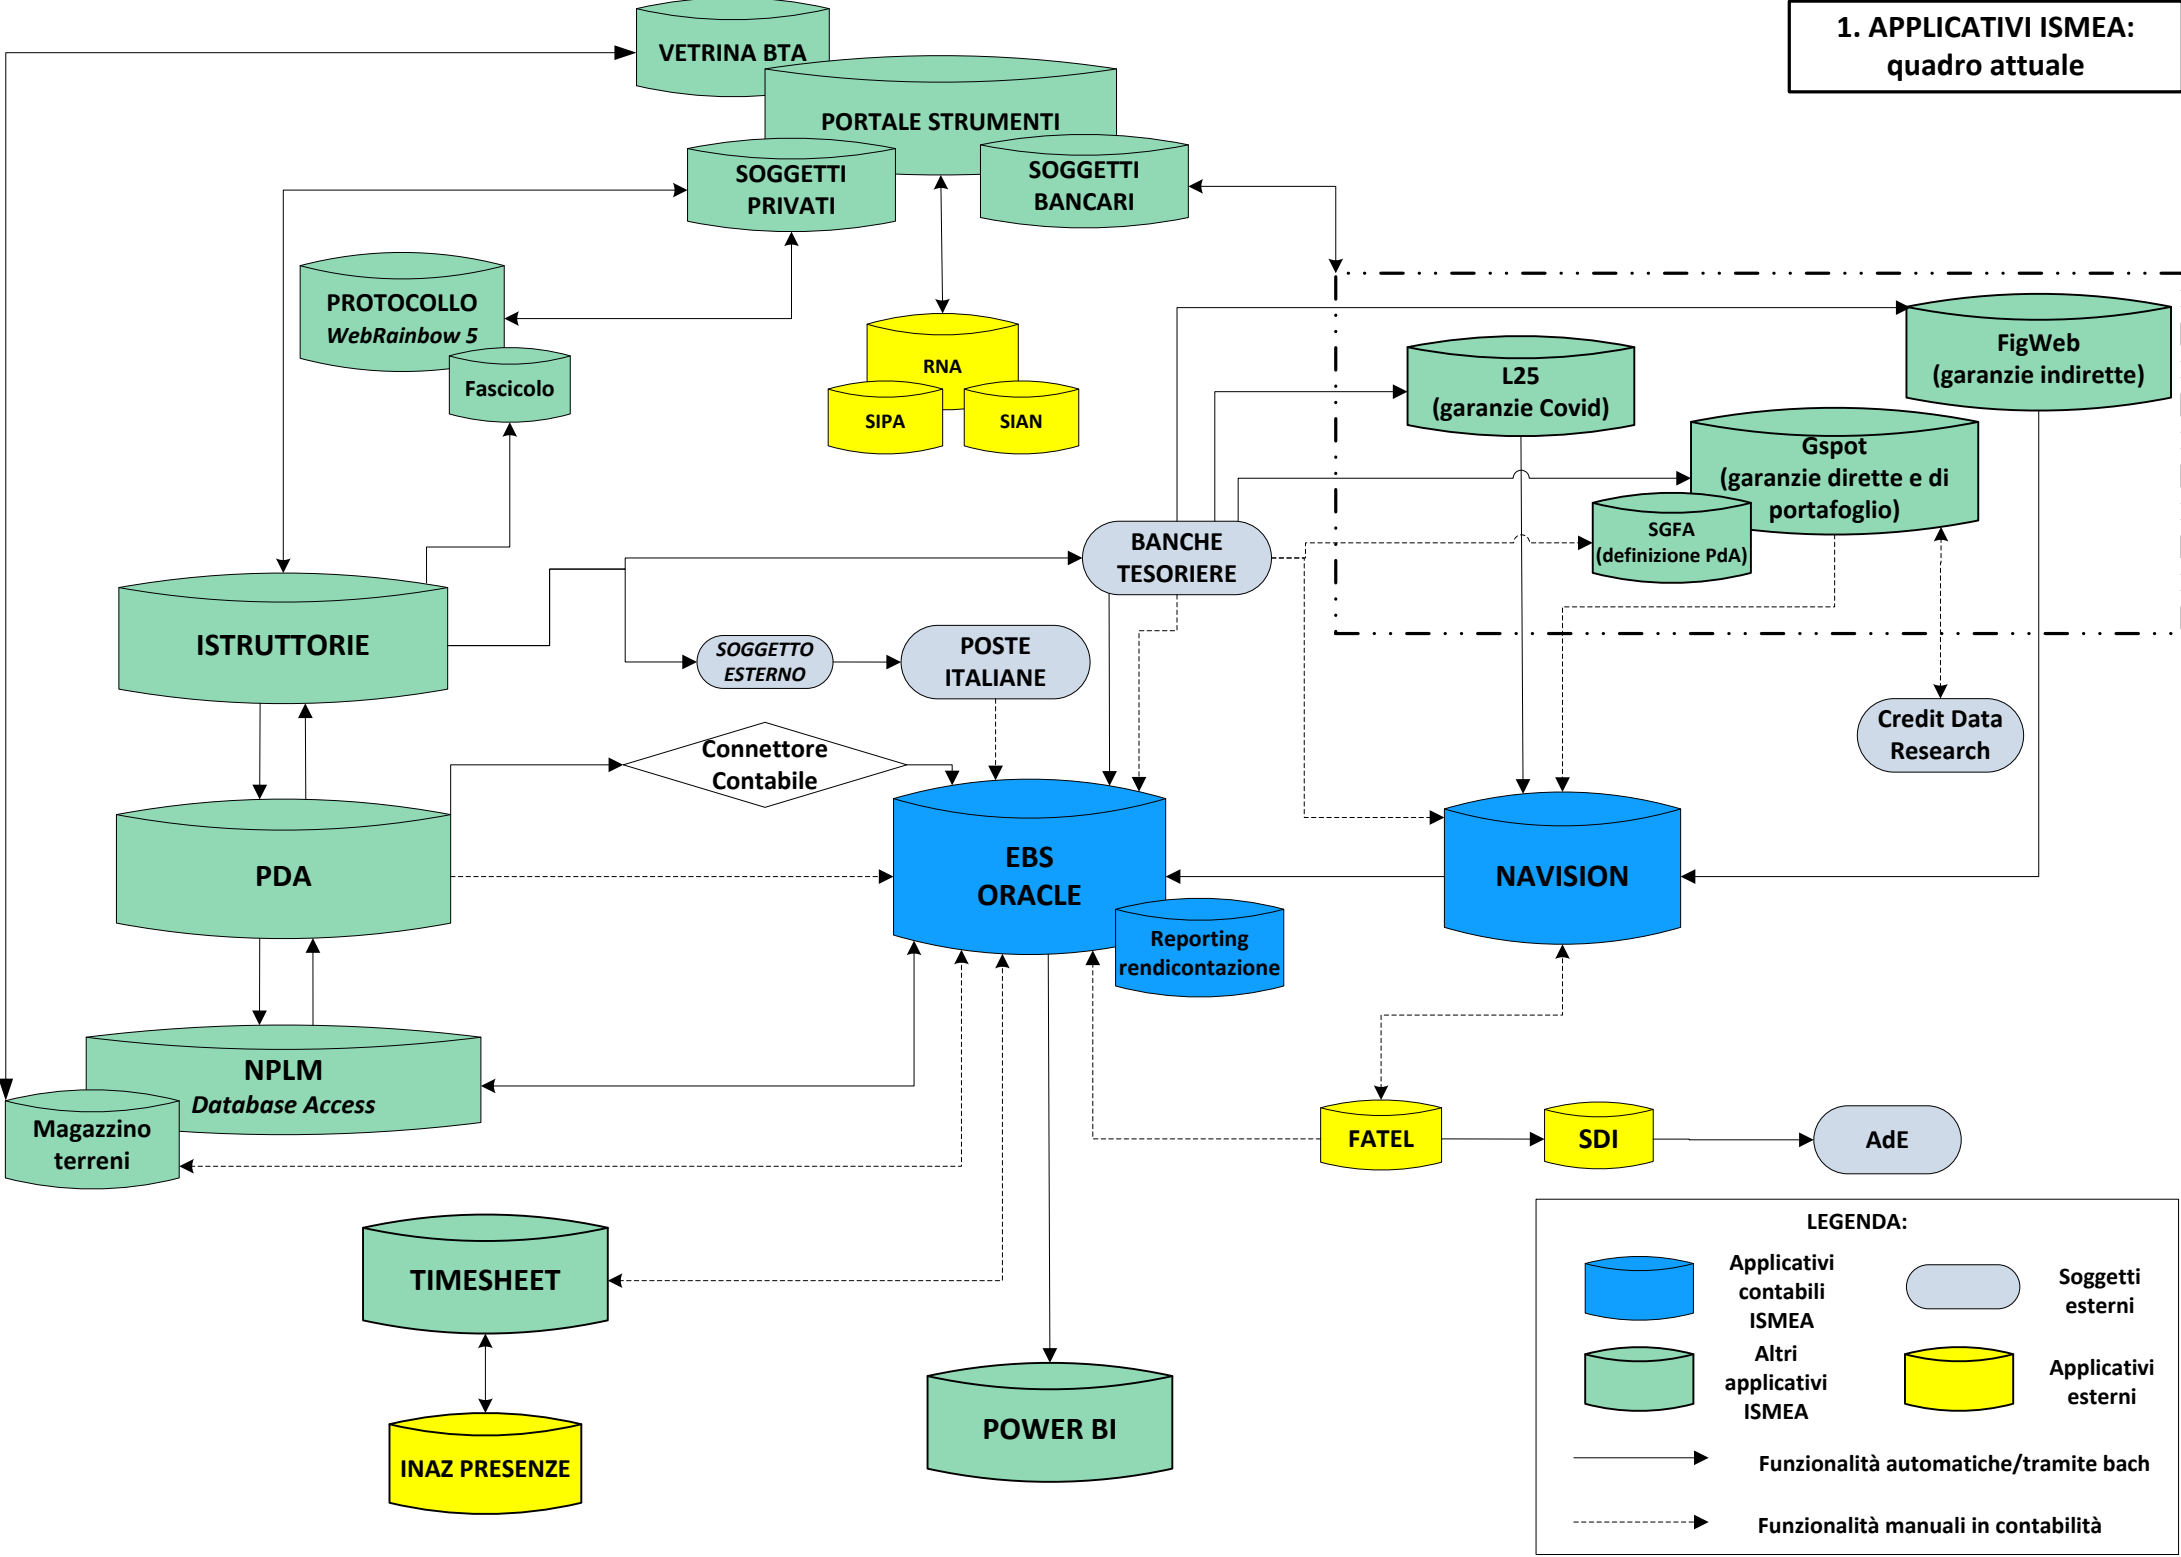 1. APPLICATIVI ISMEA:
quadro attuale
VETRINA BTA
PORTALE STRUMENTI
SOGGETTI
PRIVATI
SOGGETTI
BANCARI
PROTOCOLLO
WebRainbow 5
Fascicolo
RNA
SIPA
SIAN
FigWeb
(garanzie indirette)
L25
(garanzie Covid)
Gspot
(garanzie dirette e di
portafoglio)
SGFA
(definizione PdA)
BANCHE
TESORIERE
ISTRUTTORIE
SOGGETTO
ESTERNO
POSTE
ITALIANE
Credit Data
Research
Connettore
Contabile
PDA
EBS
ORACLE
NAVISION
Reporting
rendicontazione
NPLM
Database Access
Magazzino
terreni
FATEL
SDI
AdE
TIMESHEET
INAZ PRESENZE
POWER BI
LEGENDA:
Applicativi
contabili
ISMEA
Soggetti
esterni
Altri
applicativi
ISMEA
Applicativi
esterni
Funzionalità automatiche/tramite bach
Funzionalità manuali in contabilità